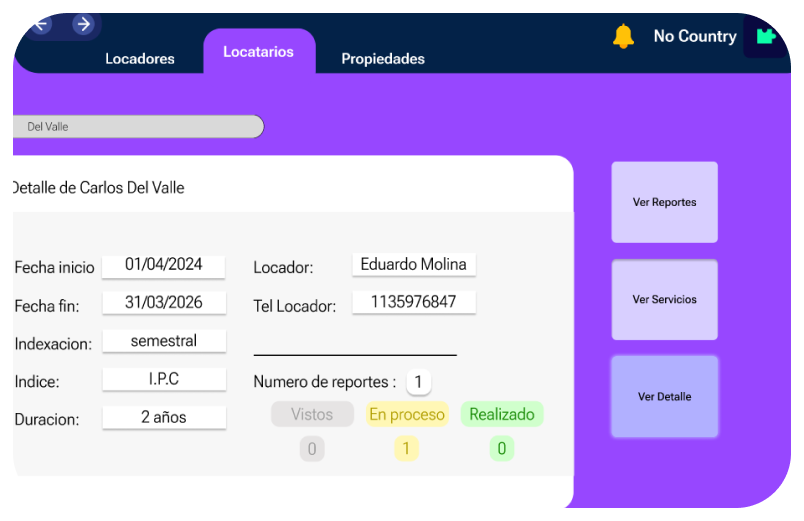 No Country
Locadores
Locatarios
Propiedades
Del Valle
Detalle de Carlos Del Valle
Fecha inicio 01/04/2024
Fecha fin: 31/03/2026
Indexacion: semestral
Indice: I.P.C
Duracion: 2 años
Locador: Eduardo Molina
Tel Locador: 1135976847
Numero de reportes : 1
Vistos En proceso Realizado
0 1 0
Ver Reportes
Ver Servicios
Ver Detalle